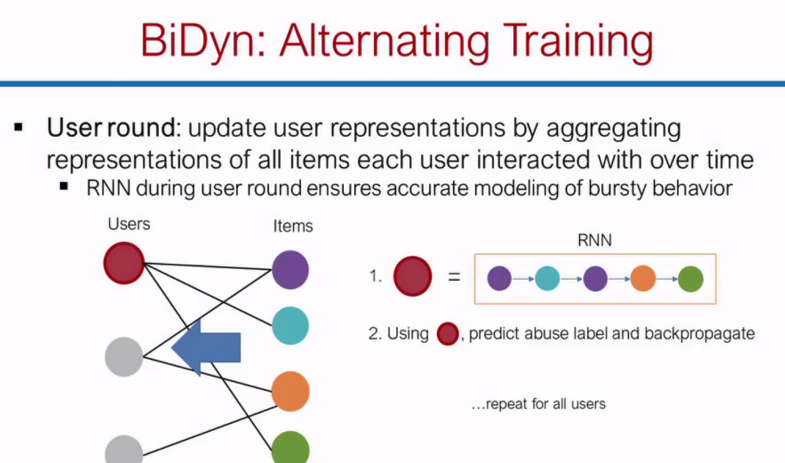 BiDyn: Alternating Training
▪ User round: update user representations by aggregating
representations of all items each user interacted with over time
▪ RNN during user round ensures accurate modeling of bursty behavior
Users
Items
RNN
1. =
2. Using , predict abuse label and backpropagate
...repeat for all users